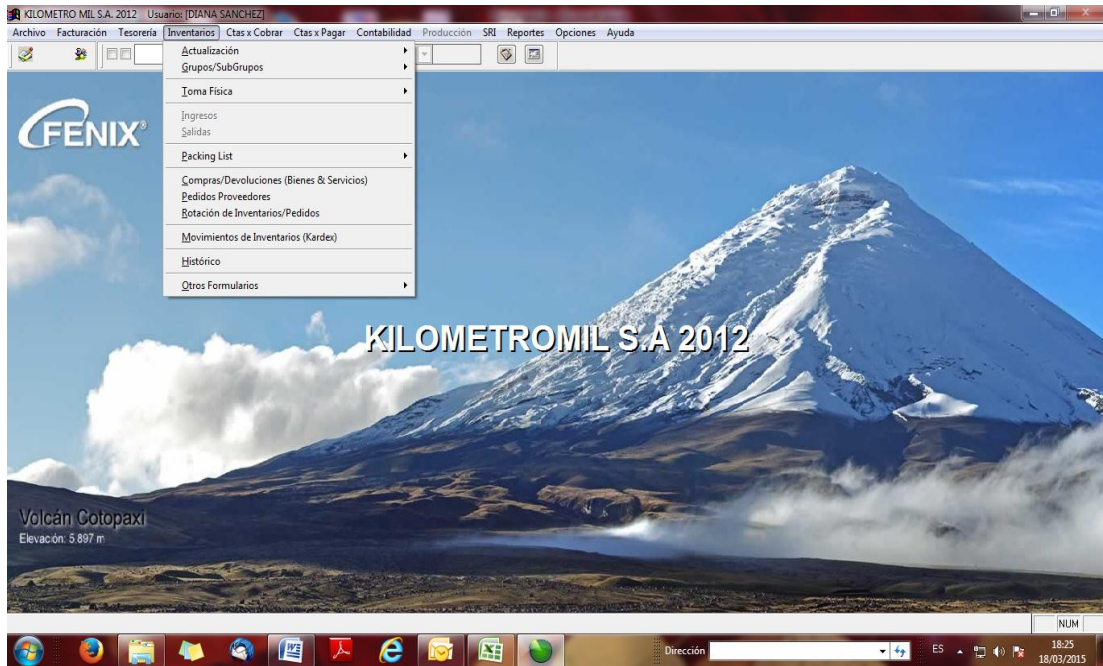 KILOMETRO MIL S.A. 2012 Usuario: [DIANA SANCHEZ]
Archivo Facturación Tesorería Inventarios Ctas x Cobrar Ctas x Pagar Contabilidad Producción SRI Reportes Opciones Ayuda
Actualización
Grupos/SubGrupos
Toma Física
Ingresos
Salidas
Packing List
Compras/Devoluciones (Bienes & Servicios)
Pedidos Proveedores
Rotación de Inventarios/Pedidos
Movimientos de Inventarios (Kardex)
Histórico
Otros Formularios
FENIX®
KILOMETROMIL S.A 2012
Volcán Cotopaxi
Elevación: 5.897 m
NUM
Dirección
ES
18:25
18/03/2015